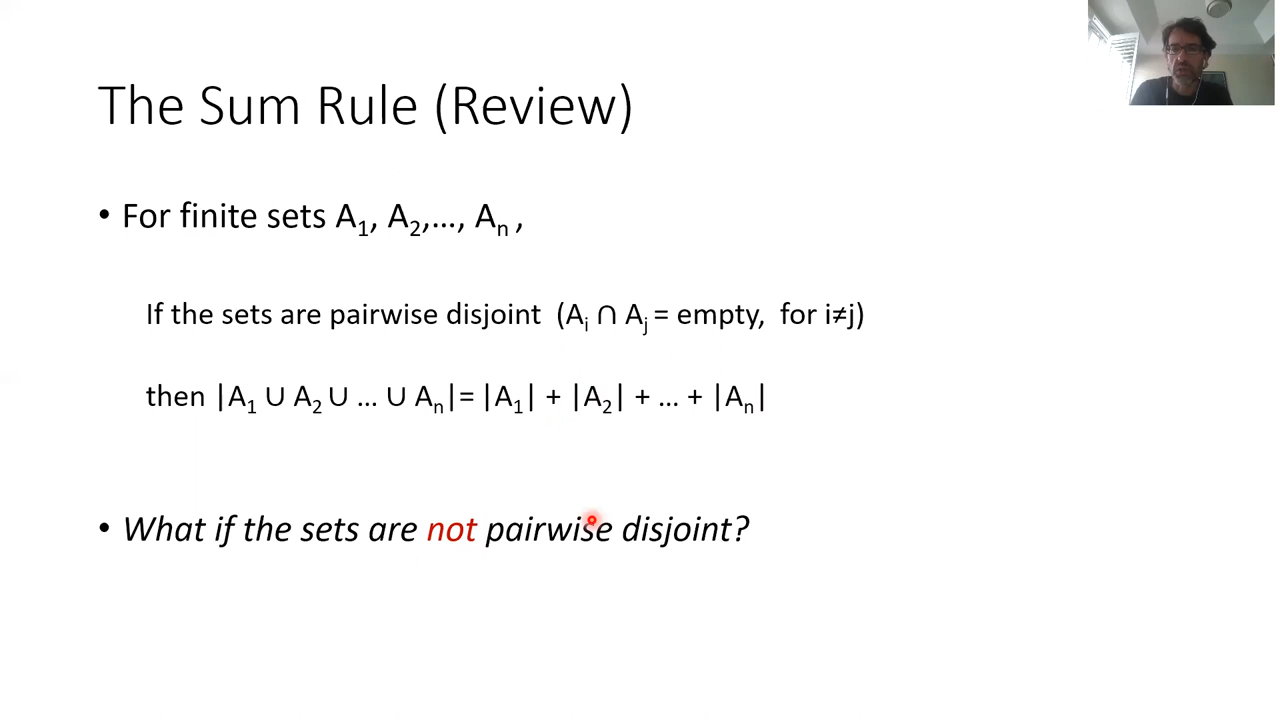 The Sum Rule (Review)
• For finite sets A₁, A₂,..., Aₙ ,
If the sets are pairwise disjoint (Aᵢ ∩ Aⱼ = empty, for i≠j)
then |A₁ ∪ A₂ ∪ ... ∪ Aₙ|= |A₁| + |A₂| + ... + |Aₙ|
• What if the sets are not pairwise disjoint?